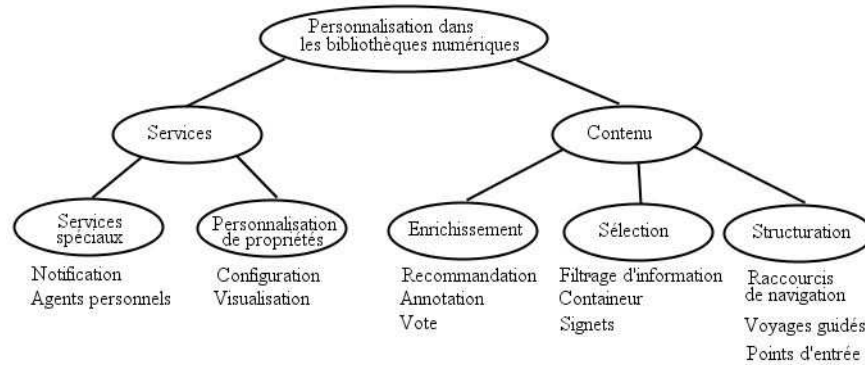 Personnalisation dans
les bibliothèques numériques
Services
Contenu
Services
spéciaux
Personnalisation
de propriétés
Enrichissement
Sélection
Structuration
Notification
Agents personnels
Configuration
Visualisation
Recommandation
Annotation
Vote
Filtrage d'information
Containeur
Signets
Raccourcis
de navigation
Voyages guidés
Points d'entrée